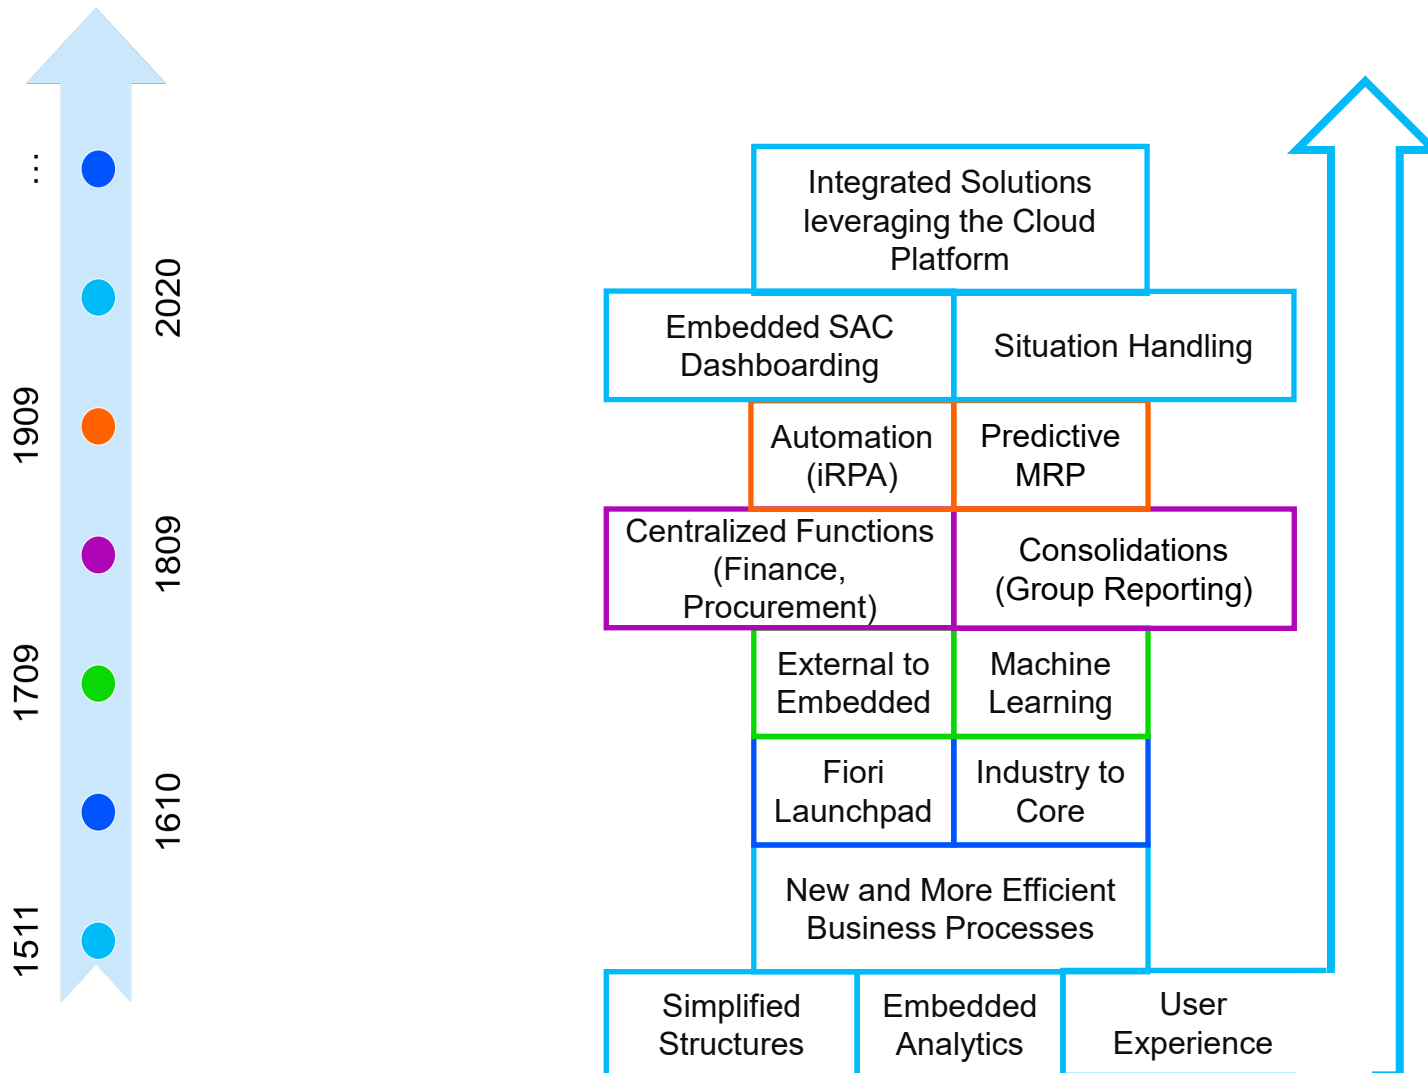 …
2020
1909
1809
1709
1610
1511
Integrated Solutions
leveraging the Cloud
Platform
Embedded SAC
Dashboarding
Situation Handling
Automation
(iRPA)
Predictive
MRP
Centralized Functions
(Finance,
Procurement)
Consolidations
(Group Reporting)
External to
Embedded
Machine
Learning
Fiori
Launchpad
Industry to
Core
New and More Efficient
Business Processes
Simplified
Structures
Embedded
Analytics
User
Experience